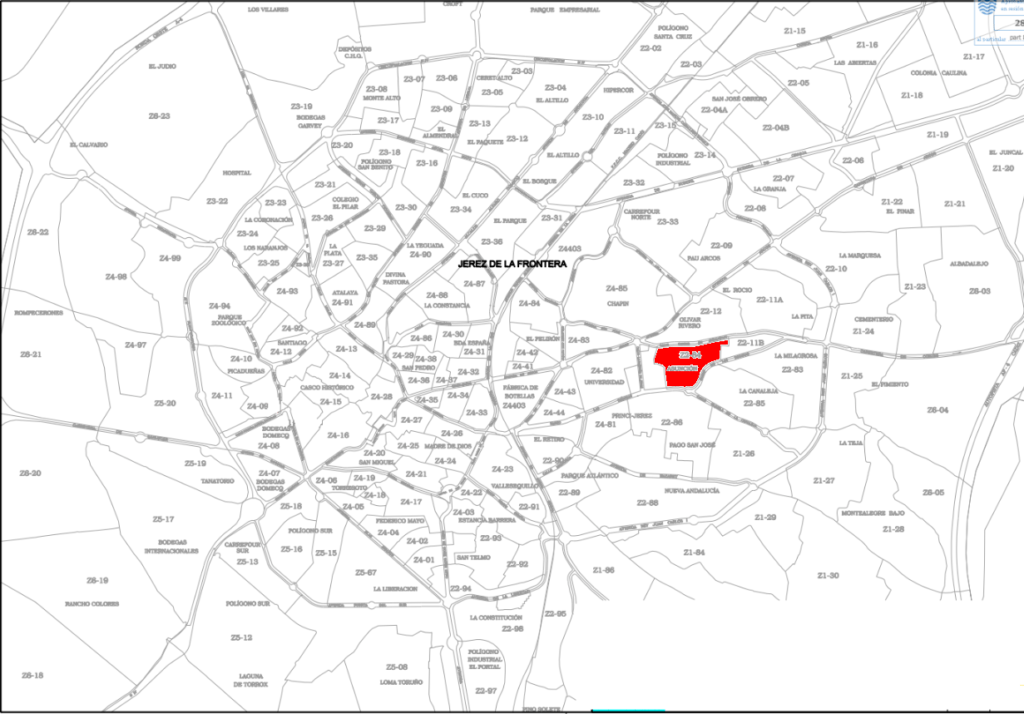 LOS VILLARES
PARQUE EMPRESARIAL
POLÍGONO
SANTA CRUZ
Z2-02
Z1-15
Z1-16
LAS ABIERTAS
Z1-17
COLONIA CAULINA
Z1-18
DEPÓSITOS
C.H.G.
EL JUDIO
Z6-23
Z3-07
Z3-06
Z3-03
Z3-05
Z3-04
EL ALTILLO
HIPERCOR
Z2-03
Z2-05
Z3-08
MONTE ALTO
Z3-09
SAN JOSÉ OBRERO
Z2-04A
Z2-04B
Z3-19
BODEGAS
GARVEY
Z3-17
Z3-13
Z3-12
Z3-10
Z3-11
Z3-15
Z1-19
EL CALVARIO
Z3-20
Z3-18
POLÍGONO
SAN BENITO
Z3-16
EL ALTILLO
POLÍGONO
INDUSTRIAL
Z3-14
Z2-06
EL JUNCAL
Z1-20
HOSPITAL
Z3-21
EL BOSQUE
Z3-32
Z2-07
LA GRANJA
Z3-22
Z3-23
COLEGIO
EL PILAR
Z3-30
EL CUCO
Z3-34
Z1-22
EL PINAR
Z1-21
LA CORONACIÓN
Z3-26
EL PARQUE
Z3-31
CARREFOUR
NORTE
Z3-33
Z2-08
Z6-22
Z3-24
Z3-29
LOS NARANJOS
LA
PLATA
Z3-27
LA YEGUADA
Z4-90
Z3-36
Z4403
Z2-09
PAU ARCOS
LA MARQUESA
Z4-99
Z3-25
Z3-35
JEREZ DE LA FRONTERA
Z2-10
ALBADALEJO
Z4-98
DIVINA
PASTORA
Z4-87
Z4-85
CHAPIN
EL ROCIO
Z2-11A
Z1-23
Z6-03
Z4-93
ATALAYA
Z4-91
Z4-88
LA CONSTANCIA
Z4-84
Z4-94
PARQUE
ZOOLÓGICO
ROMPECERONES
Z2-12
OLIVAR
RIVERO
LA PITA
CEMENTERIO
Z1-24
Z4-92
SANTIAGO
Z4-12
Z4-89
Z4-86
Z4-30
BDA ESPAÑA
Z4-31
EL PELIRÓN
Z4-42
Z4-83
Z2-11B
Z6-21
Z4-97
Z4-10
Z4-13
Z4-29
Z4-38
SAN PEDRO
Z2-84
ASUNCIÓN
LA MILAGROSA
Z2-83
PICADUEÑAS
Z4-14
Z4-36
Z4-37
Z4-32
Z4-41
Z4-82
UNIVERSIDAD
Z1-25
EL PIMIENTO
CASCO HISTÓRICO
Z4-15
Z4-28
Z4-35
Z4-34
FÁBRICA DE
BOTELLAS
Z4403
Z4-43
LA CANALEJA
Z2-85
Z5-20
Z4-11
Z4-09
Z4-33
Z4-44
PRINCI-JEREZ
Z2-86
Z6-04
Z4-27
Z4-81
BODEGAS
DOMECQ
Z4-08
Z4-16
Z4-26
EL RETIRO
PAGO SAN JOSÉ
LA TEJA
Z4-25
MADRE DE DIOS
Z4-20
SAN MIGUEL
Z4-24
Z2-90
Z1-26
Z5-19
Z6-20
TANATORIO
Z4-07
BODEGAS
DOMECQ
Z4-06
Z4-19
TORRESOTO
Z4-21
Z4-23
PARQUE ATLÁNTICO
Z1-27
VALLESEQUILLO
Z4-18
Z4-22
Z2-89
NUEVA ANDALUCÍA
Z6-05
Z5-18
Z4-05
Z4-17
Z2-91
Z2-88
Z4-03
MONTEALEGRE BAJO
Z5-17
FEDERICO MAYO
ESTANCIA BARRERA
AVENIDA REY JUAN CARLOS I
Z1-29
Z1-28
POLÍGONO SUR
Z4-04
Z4-02
Z2-93
BODEGAS
INTERNACIONALES
CARREFOUR
SUR
Z5-13
Z5-16
Z5-15
Z4-01
SAN TELMO
Z2-92
Z1-84
Z5-67
Z1-86
Z1-30
Z6-19
LA LIBERACION
Z2-94
RANCHO COLORES
POLÍGONO SUR
LA CONSTITUCIÓN
Z2-98
Z2-95
Z5-12
POLÍGONO
INDUSTRIAL
EL PORTAL
Z6-18
LAGUNA
DE TORROX
Z5-08
LOMA TOZUÑO
Z2-97
PINO SOLETE